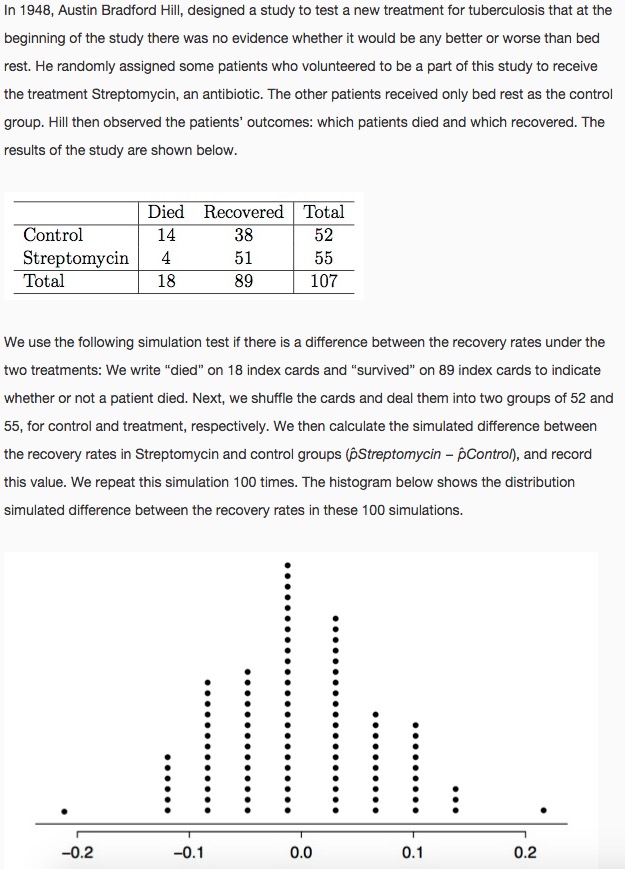 In 1948, Austin Bradford Hill, designed a study to test a new treatment for tuberculosis that at the
beginning of the study there was no evidence whether it would be any better or worse than bed
rest. He randomly assigned some patients who volunteered to be a part of this study to receive
the treatment Streptomycin, an antibiotic. The other patients received only bed rest as the control
group. Hill then observed the patients' outcomes: which patients died and which recovered. The
results of the study are shown below.
Died Recovered Total
Control 14 38 52
Streptomycin 4 51 55
Total 18 89 107
We use the following simulation test if there is a difference between the recovery rates under the
two treatments: We write “died” on 18 index cards and “survived” on 89 index cards to indicate
whether or not a patient died. Next, we shuffle the cards and deal them into two groups of 52 and
55, for control and treatment, respectively. We then calculate the simulated difference between
the recovery rates in Streptomycin and control groups (p̂Streptomycin – p̂Control), and record
this value. We repeat this simulation 100 times. The histogram below shows the distribution
simulated difference between the recovery rates in these 100 simulations.
−0.2 −0.1 0.0 0.1 0.2